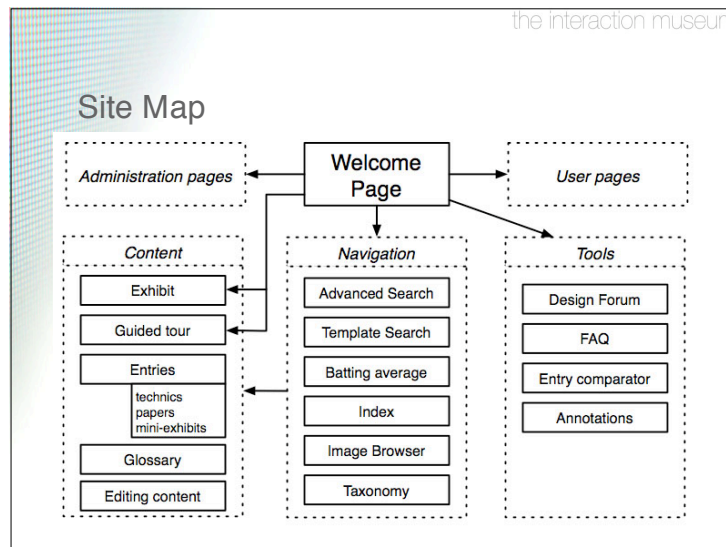 the interaction museum
Site Map
Administration pages
Welcome
Page
User pages
Content
Exhibit
Guided tour
Entries
technics
papers
mini-exhibits
Glossary
Editing content
Navigation
Advanced Search
Template Search
Batting average
Index
Image Browser
Taxonomy
Tools
Design Forum
FAQ
Entry comparator
Annotations